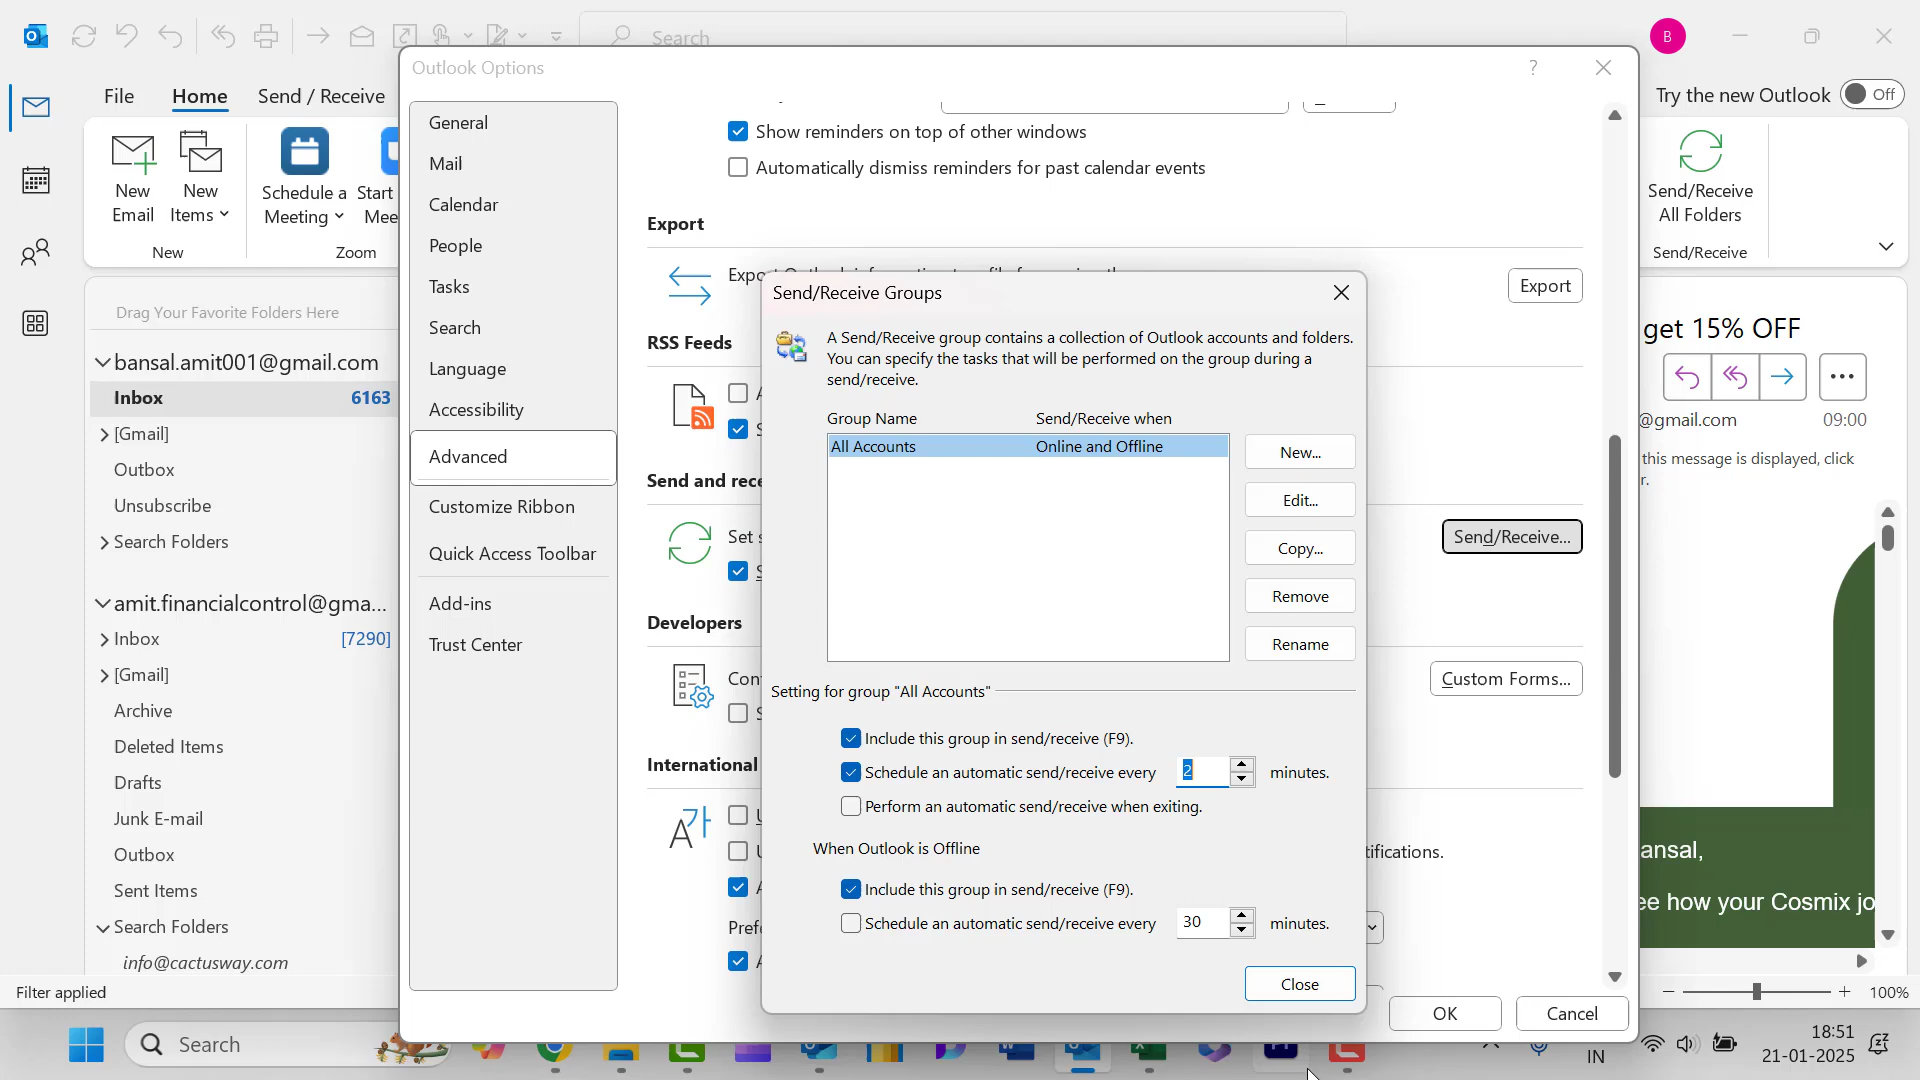 Search
B
File
Home
Send / Receive
Try the new Outlook
Off
New
Email
New
Items
Schedule a
Meeting
Start
Mee
New
Zoom
Send/Receive
All Folders
Send/Receive
Drag Your Favorite Folders Here
bansal.amit001@gmail.com
Inbox 6163
[Gmail]
Outbox
Unsubscribe
Search Folders
amit.financialcontrol@gma...
Inbox [7290]
[Gmail]
Archive
Deleted Items
Drafts
Junk E-mail
Outbox
Sent Items
Search Folders
info@cactusway.com
Filter applied
Outlook Options
?
General
Mail
Calendar
People
Tasks
Search
Language
Accessibility
Advanced
Customize Ribbon
Quick Access Toolbar
Add-ins
Trust Center
Show reminders on top of other windows
Automatically dismiss reminders for past calendar events
Export
Export
RSS Feeds
Send and rece
Set s
Send/Receive...
Developers
Custom Forms...
International
tifications.
Prefe
OK
Cancel
Send/Receive Groups
A Send/Receive group contains a collection of Outlook accounts and folders.
You can specify the tasks that will be performed on the group during a
send/receive.
Group Name Send/Receive when
All Accounts Online and Offline
New...
Edit...
Copy...
Remove
Rename
Setting for group "All Accounts"
Include this group in send/receive (F9).
Schedule an automatic send/receive every 2 minutes.
Perform an automatic send/receive when exiting.
When Outlook is Offline
Include this group in send/receive (F9).
Schedule an automatic send/receive every 30 minutes.
Close
get 15% OFF
@gmail.com 09:00
this message is displayed, click
r.
ansal,
ee how your Cosmix jo
100%
Search
IN
18:51
21-01-2025